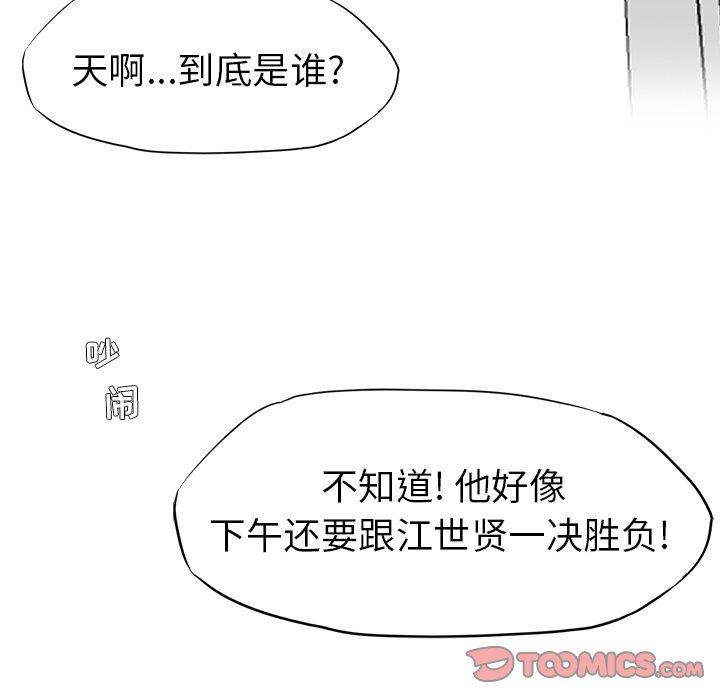 天啊...到底是谁?
吵
闹
不知道! 他好像
下午还要跟江世贤一决胜负!
TOOMICS.COM